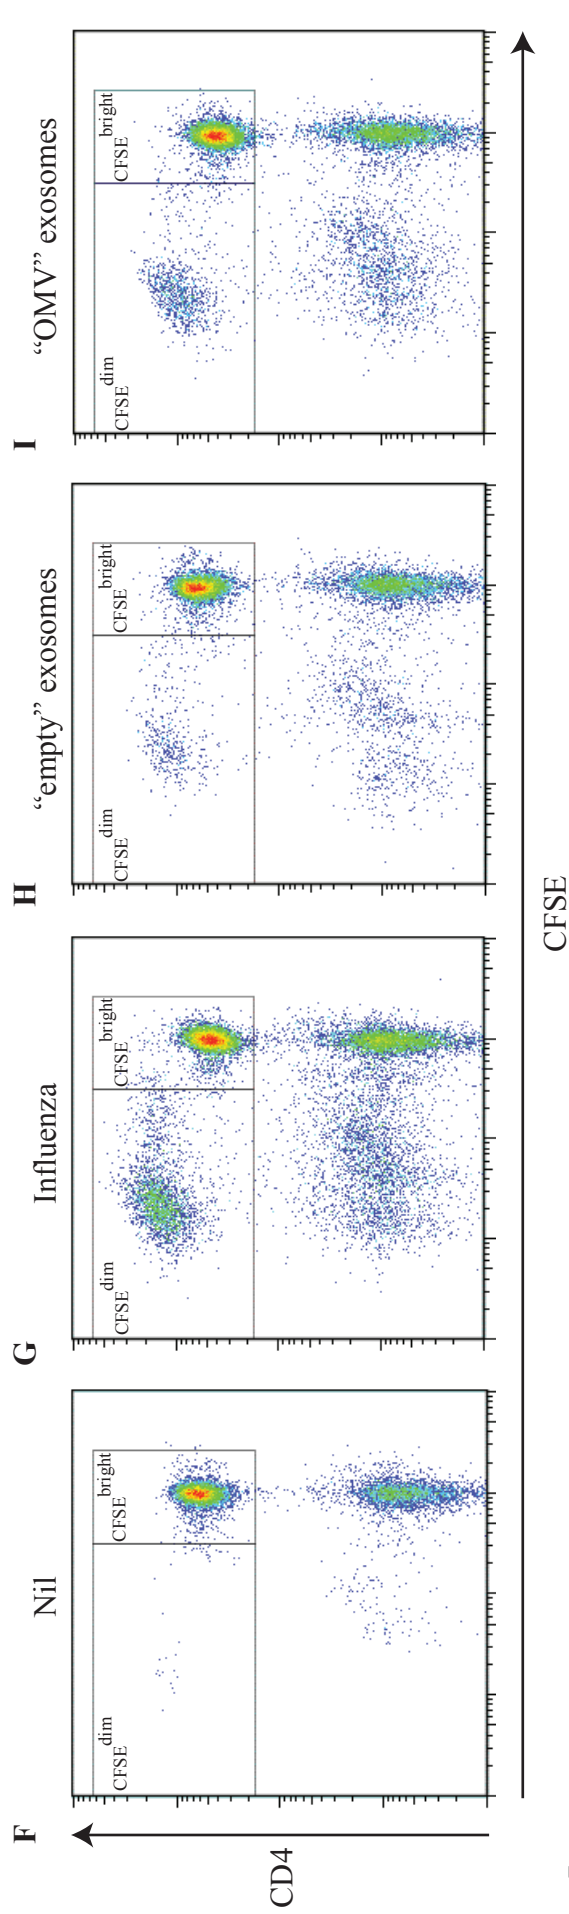 F
Nil
G
Influenza
H
“empty” exosomes
I
“OMV” exosomes
CD4
CFSE dim
CFSE bright
CFSE dim
CFSE bright
CFSE dim
CFSE bright
CFSE dim
CFSE bright
CFSE